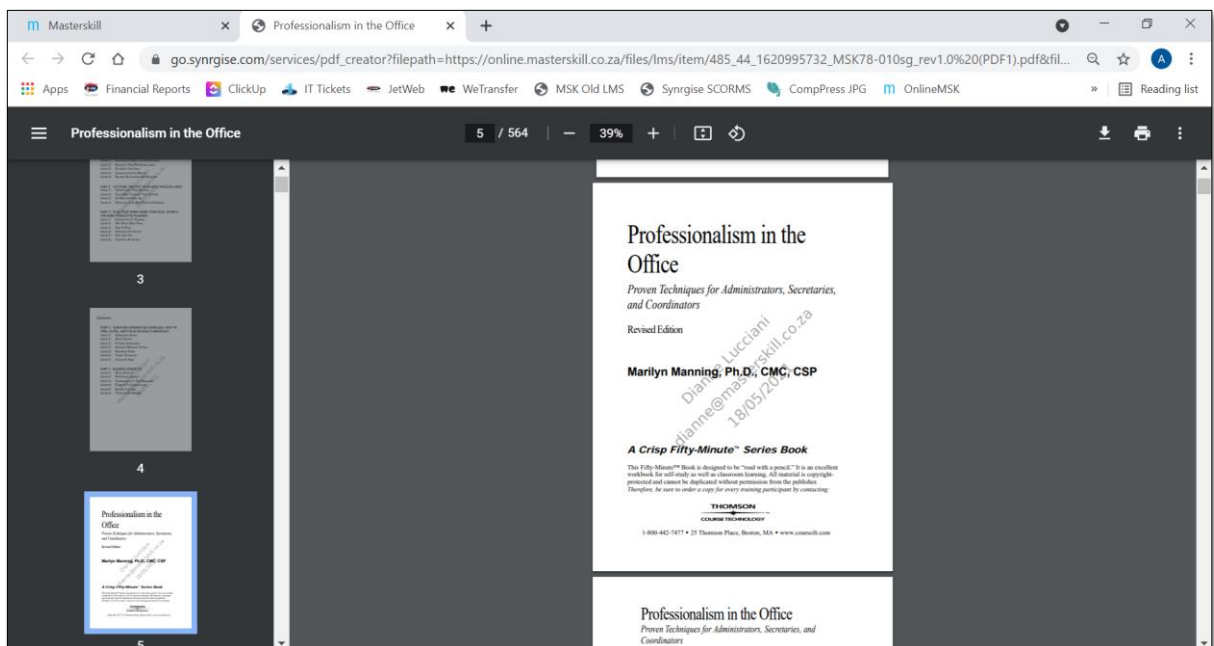 Masterskill
Professionalism in the Office
go.synrgise.com/services/pdf_creator?filepath=https://online.masterskill.co.za/files/lms/item/485_44_1620995732_MSK78-010sg_rev1.0%20(PDF1).pdf&fil...
A
Apps
Financial Reports
ClickUp
IT Tickets
JetWeb
we WeTransfer
MSK Old LMS
Synrgise SCORMS
CompPress JPG
OnlineMSK
»
Reading list
Professionalism in the Office
5 / 564
39%
3
Contents
4
Professionalism in the
Office
5
Professionalism in the
Office
Proven Techniques for Administrators, Secretaries,
and Coordinators
Revised Edition
Marilyn Manning, Ph.D., CMC, CSP
Dianne Lucciani
dianne@masterskill.co.za
A Crisp Fifty-Minute™ Series Book
This Fifty-Minute™ Book is designed to be "read with a pencil." It is an excellent
workbook for self-study as well as classroom learning. All material is copyright-
protected and cannot be duplicated without permission from the publisher.
Therefore, be sure to order a copy for every training participant by contacting:
THOMSON
COURSE TECHNOLOGY
1-800-442-7477 • 25 Thomson Place, Boston, MA • www.courseilt.com
Professionalism in the Office
Proven Techniques for Administrators, Secretaries, and
Coordinators